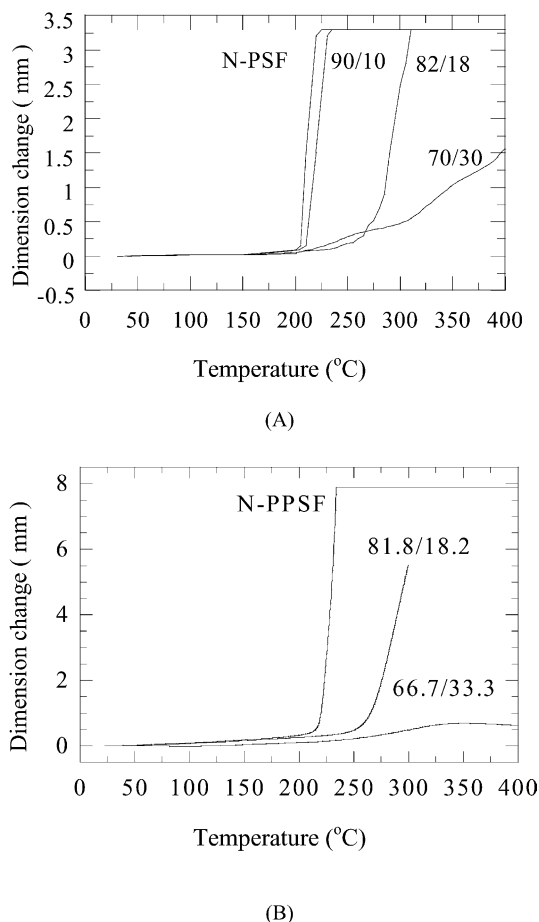 3.5
3
2.5
2
1.5
1
0.5
0
-0.5
Dimension change ( mm )
N-PSF
90/10
82/18
70/30
0 50 100 150 200 250 300 350 400
Temperature (°C)
(A)
8
6
4
2
0
Dimension change ( mm )
N-PPSF
81.8/18.2
66.7/33.3
0 50 100 150 200 250 300 350 400
Temperature (°C)
(B)